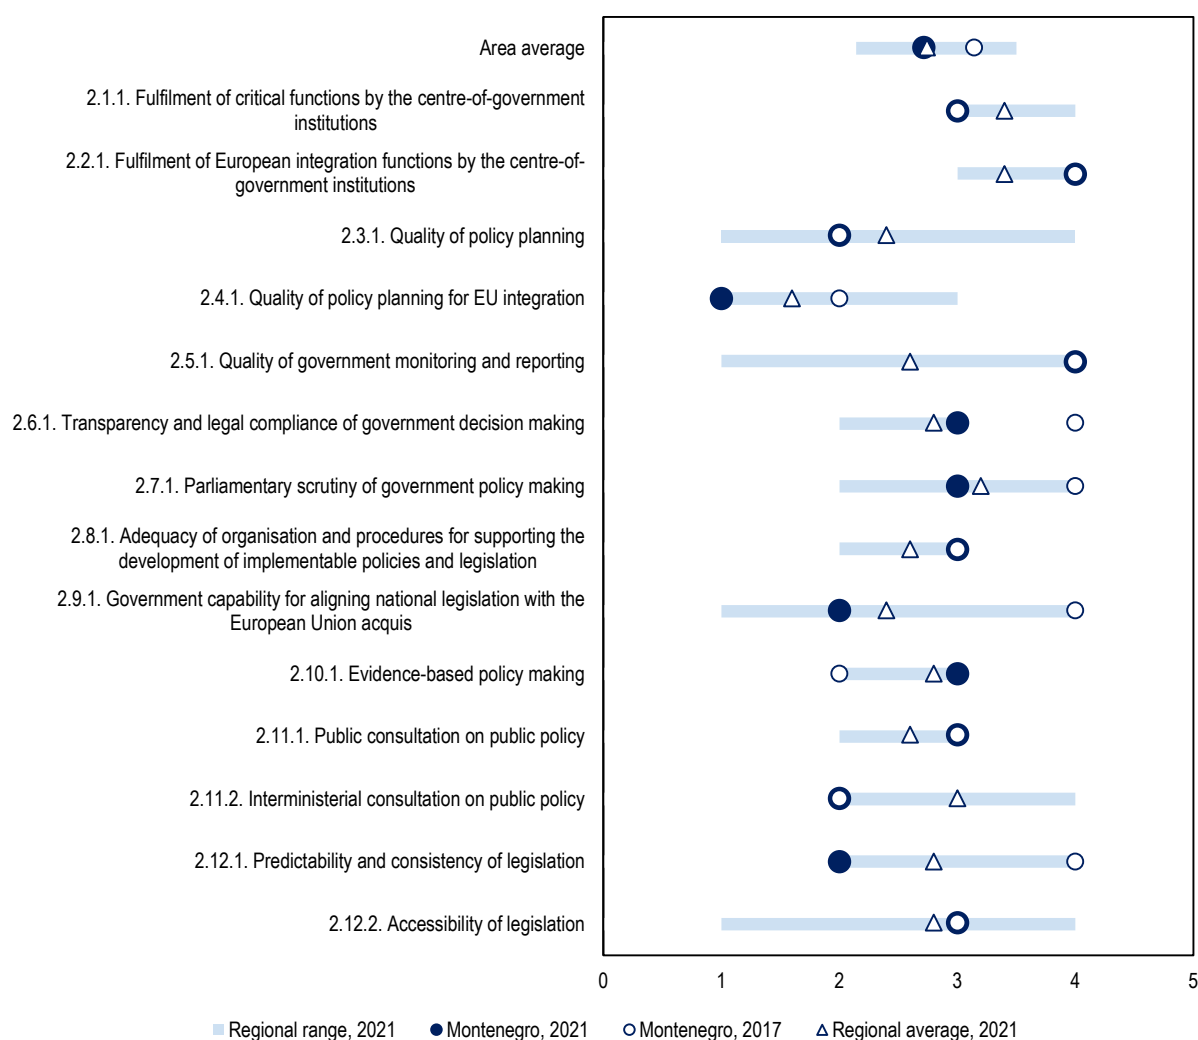 Area average
2.1.1. Fulfilment of critical functions by the centre-of-government
institutions
2.2.1. Fulfilment of European integration functions by the centre-of-
government institutions
2.3.1. Quality of policy planning
2.4.1. Quality of policy planning for EU integration
2.5.1. Quality of government monitoring and reporting
2.6.1. Transparency and legal compliance of government decision making
2.7.1. Parliamentary scrutiny of government policy making
2.8.1. Adequacy of organisation and procedures for supporting the
development of implementable policies and legislation
2.9.1. Government capability for aligning national legislation with the
European Union acquis
2.10.1. Evidence-based policy making
2.11.1. Public consultation on public policy
2.11.2. Interministerial consultation on public policy
2.12.1. Predictability and consistency of legislation
2.12.2. Accessibility of legislation
0 1 2 3 4 5
Regional range, 2021 Montenegro, 2021 Montenegro, 2017 Regional average, 2021